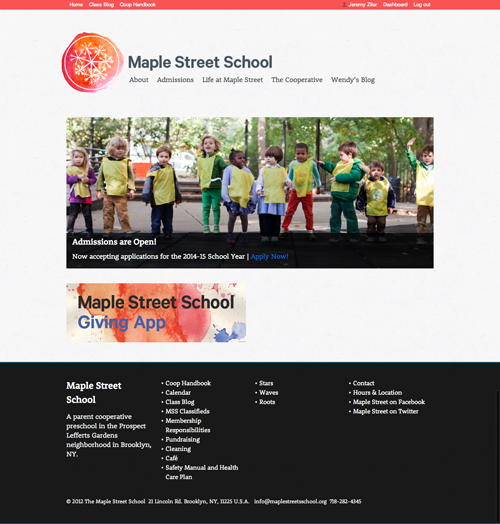 Home Class Blog Coop Handbook Jeremy Zilar Dashboard Log out
Maple Street School
About Admissions Life at Maple Street The Cooperative Wendy's Blog
Admissions are Open!
Now accepting applications for the 2014-15 School Year | Apply Now!
Maple Street School
Giving App
Maple Street
School
A parent cooperative
preschool in the Prospect
Lefferts Gardens
neighborhood in Brooklyn,
NY.
• Coop Handbook
• Calendar
• Class Blog
• MSS Classifieds
• Membership
Responsibilities
• Fundraising
• Cleaning
• Café
• Safety Manual and Health
Care Plan
• Stars
• Waves
• Roots
• Contact
• Hours & Location
• Maple Street on Facebook
• Maple Street on Twitter
© 2012 The Maple Street School 21 Lincoln Rd. Brooklyn, NY, 11225 U.S.A. info@maplestreetschool.org 718-282-4345